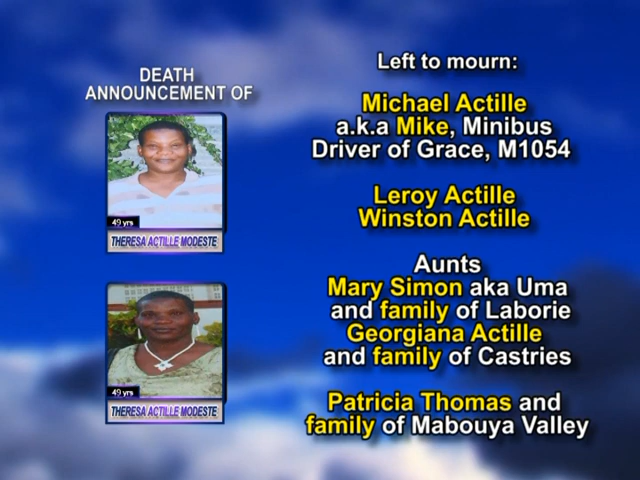 DEATH
ANNOUNCEMENT OF
49 yrs
THERESA ACTILLE MODESTE
49 yrs
THERESA ACTILLE MODESTE
Left to mourn:
Michael Actille
a.k.a Mike, Minibus
Driver of Grace, M1054
Leroy Actille
Winston Actille
Aunts
Mary Simon aka Uma
and family of Laborie
Georgiana Actille
and family of Castries
Patricia Thomas and
family of Mabouya Valley